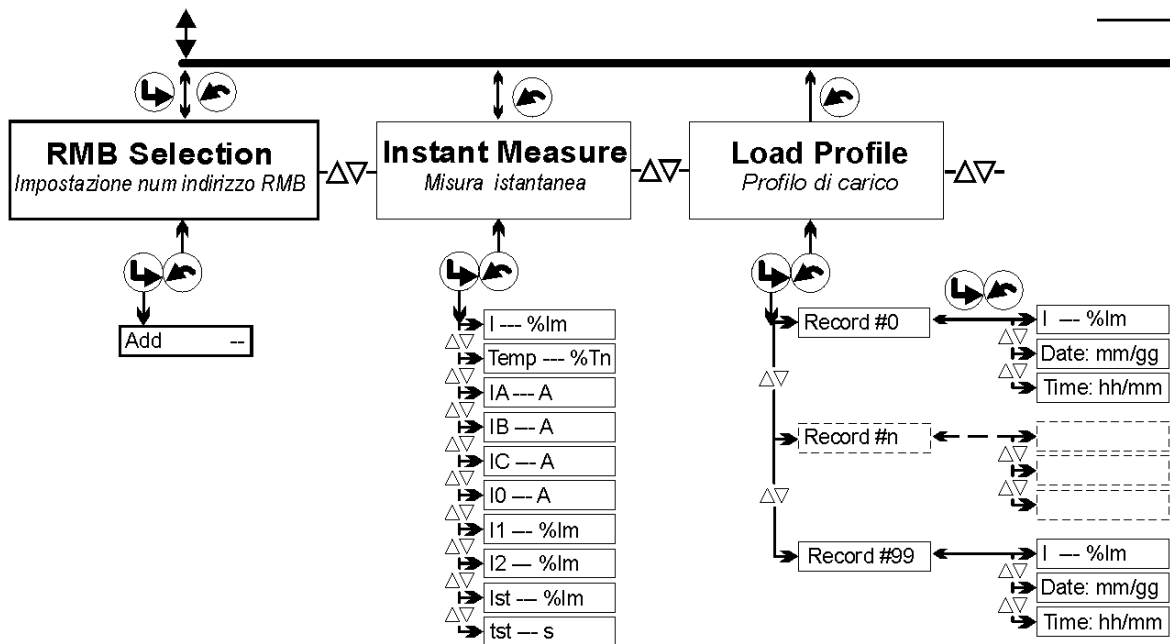 RMB Selection
Impostazione num indirizzo RMB
Add --
Instant Measure
Misura istantanea
I --- %Im
Temp --- %Tn
IA --- A
IB --- A
IC --- A
I0 --- A
I1 --- %Im
I2 --- %Im
Ist --- %Im
tst --- s
Load Profile
Profilo di carico
Record #0
I --- %Im
Date: mm/gg
Time: hh/mm
Record #n
Record #99
I --- %Im
Date: mm/gg
Time: hh/mm